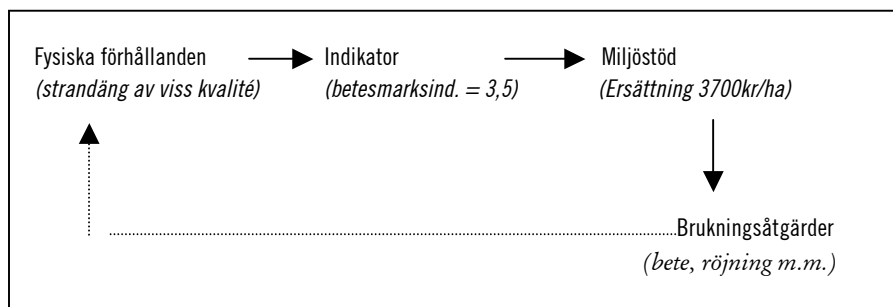 Fysiska förhållanden
(strandäng av viss kvalité)
Indikator
(betesmarksind. = 3,5)
Miljöstöd
(Ersättning 3700kr/ha)
Brukningsåtgärder
(bete, röjning m.m.)